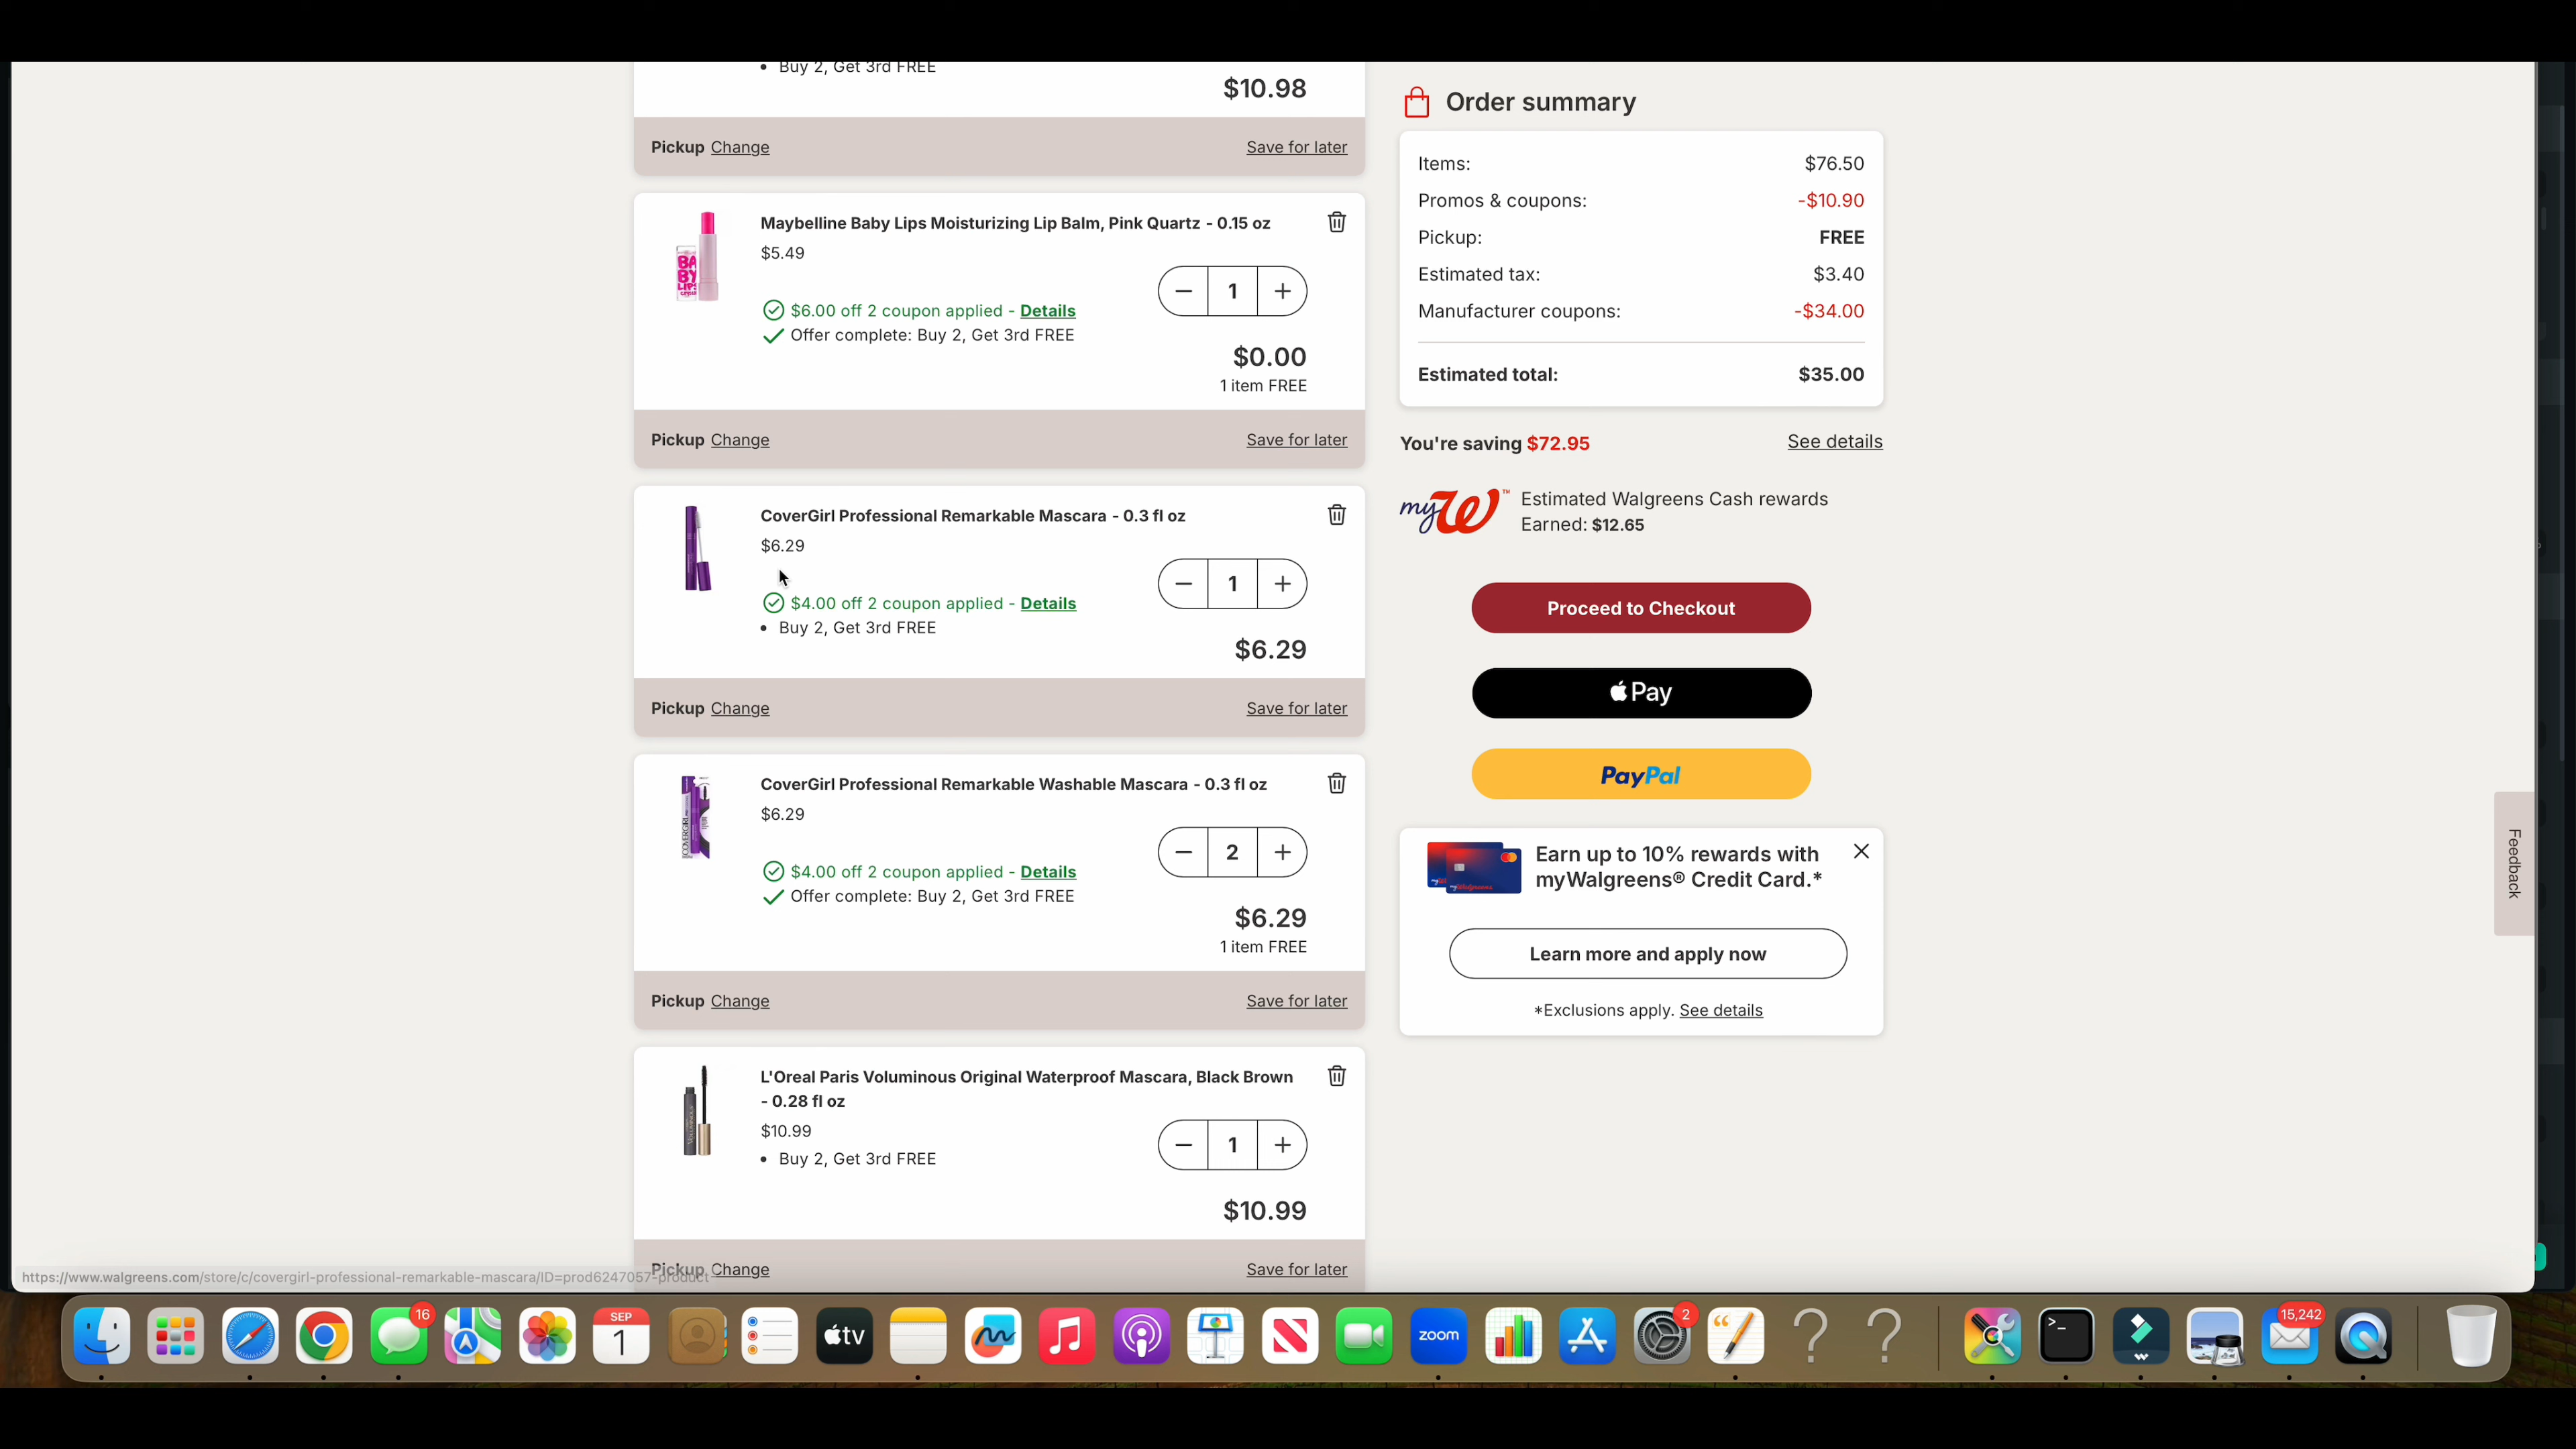 Buy 2, Get 3rd FREE
$10.98
Pickup Change
Save for later
Maybelline Baby Lips Moisturizing Lip Balm, Pink Quartz - 0.15 oz
$5.49
BA
BY
LIPS
1
$6.00 off 2 coupon applied - Details
Offer complete: Buy 2, Get 3rd FREE
$0.00
1 item FREE
Pickup Change
Save for later
CoverGirl Professional Remarkable Mascara - 0.3 fl oz
$6.29
1
$4.00 off 2 coupon applied - Details
Buy 2, Get 3rd FREE
$6.29
Pickup Change
Save for later
CoverGirl Professional Remarkable Washable Mascara - 0.3 fl oz
$6.29
COVERGIRL
2
$4.00 off 2 coupon applied - Details
Offer complete: Buy 2, Get 3rd FREE
$6.29
1 item FREE
Pickup Change
Save for later
L'Oreal Paris Voluminous Original Waterproof Mascara, Black Brown
- 0.28 fl oz
$10.99
1
Buy 2, Get 3rd FREE
$10.99
Pickup Change
Save for later
Order summary
Items: $76.50
Promos & coupons: -$10.90
Pickup: FREE
Estimated tax: $3.40
Manufacturer coupons: -$34.00
Estimated total: $35.00
You're saving $72.95 See details
myW™
Estimated Walgreens Cash rewards
Earned: $12.65
Proceed to Checkout
Pay
PayPal
Earn up to 10% rewards with
myWalgreens® Credit Card.*
Learn more and apply now
*Exclusions apply. See details
Feedback
https://www.walgreens.com/store/c/covergirl-professional-remarkable-mascara/ID=prod6247057-product
16
SEP
1
tv
zoom
2
15,242